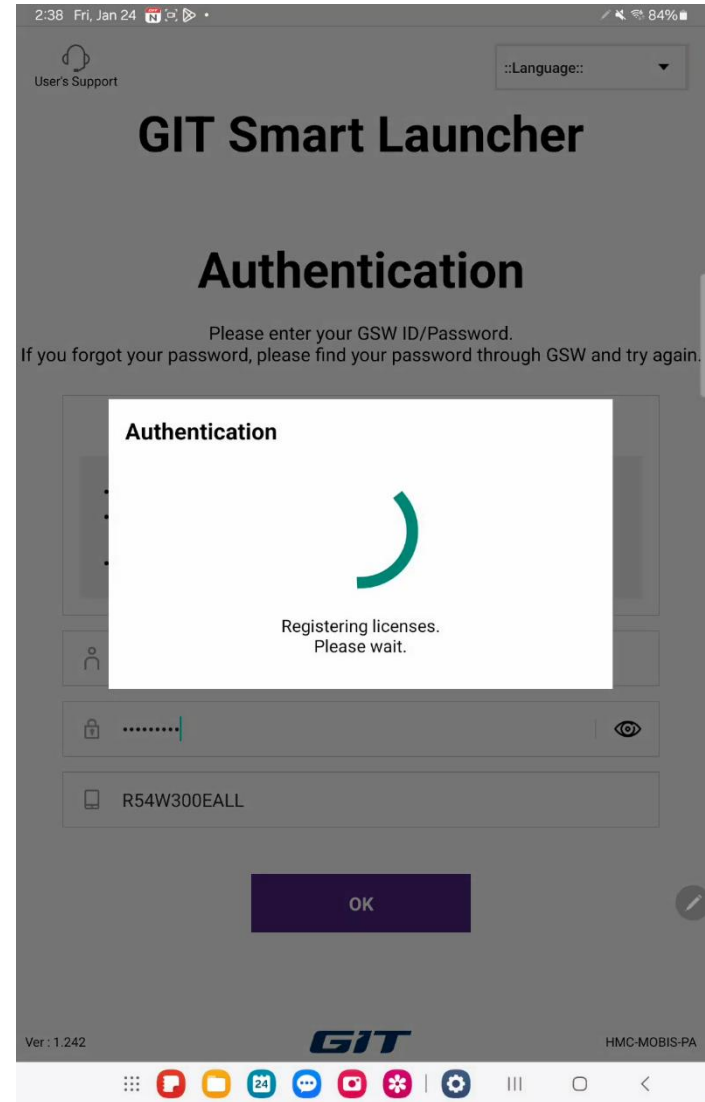 2:38 Fri, Jan 24
84%
User's Support
::Language::
GIT Smart Launcher
Authentication
Please enter your GSW ID/Password.
If you forgot your password, please find your password through GSW and try again.
Authentication
Registering licenses.
Please wait.
•••••••••
R54W300EALL
OK
Ver : 1.242
GIT
HMC-MOBIS-PA
24